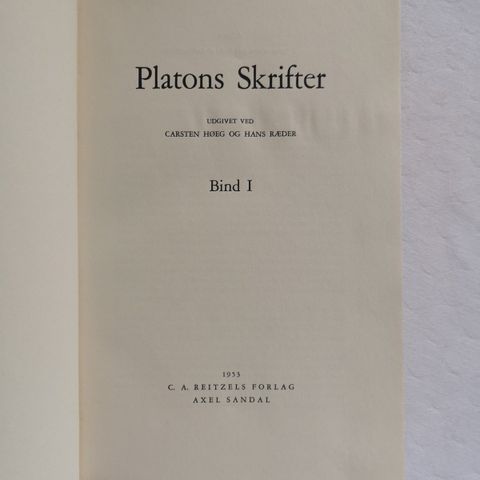 Platons Skrifter
UDGIVET VED
CARSTEN HØEG OG HANS RÆDER
Bind I
1953
C. A. REITZELS FORLAG
AXEL SANDAL